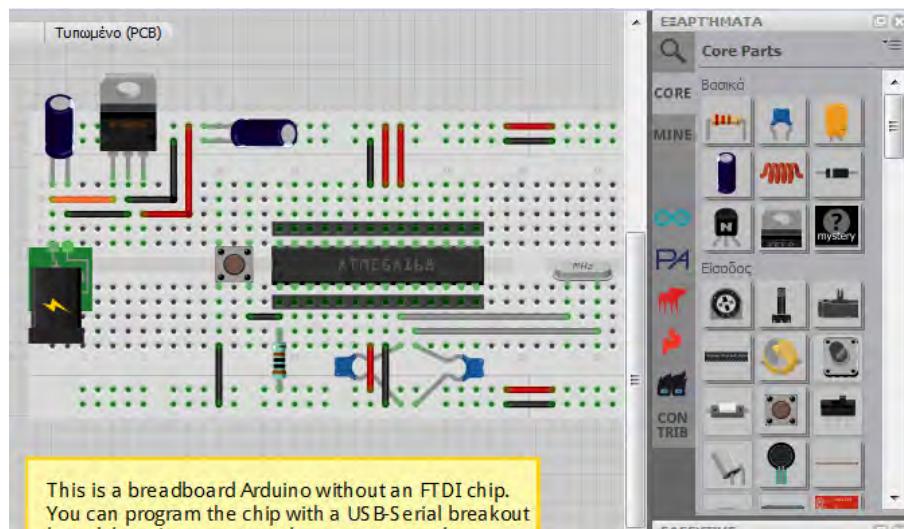 Τυπωμένο (PCB)
ATMEGA168
MHz
This is a breadboard Arduino without an FTDI chip.
You can program the chip with a USB-Serial breakout
ΕΞΑΡΤΉΜΑΤΑ
Core Parts
CORE
MINE
CON
TRIB
Βασικά
N
?
mystery
Είσοδος